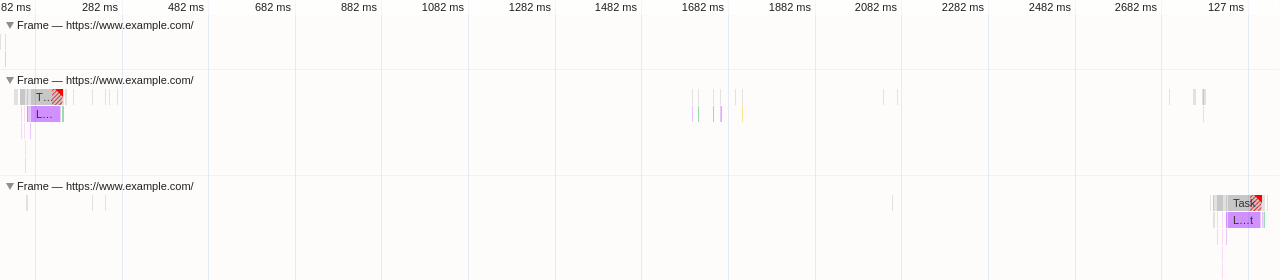 82 ms 282 ms 482 ms 682 ms 882 ms 1082 ms 1282 ms 1482 ms 1682 ms 1882 ms 2082 ms 2282 ms 2482 ms 2682 ms 127 ms
Frame — https://www.example.com/
Frame — https://www.example.com/
T...
L...
Frame — https://www.example.com/
Task
L...t